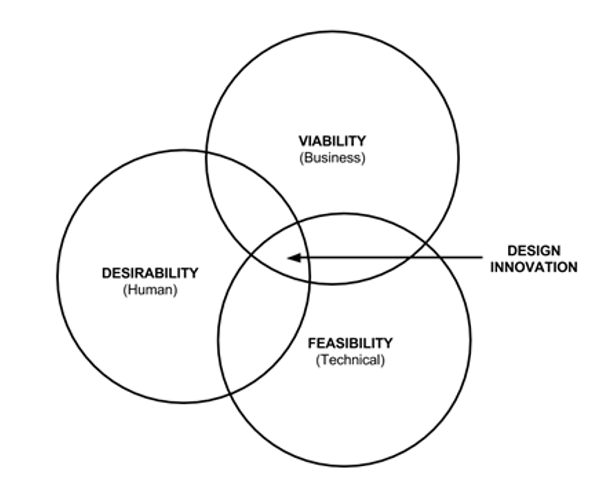 VIABILITY
(Business)
DESIGN
INNOVATION
DESIRABILITY
(Human)
FEASIBILITY
(Technical)